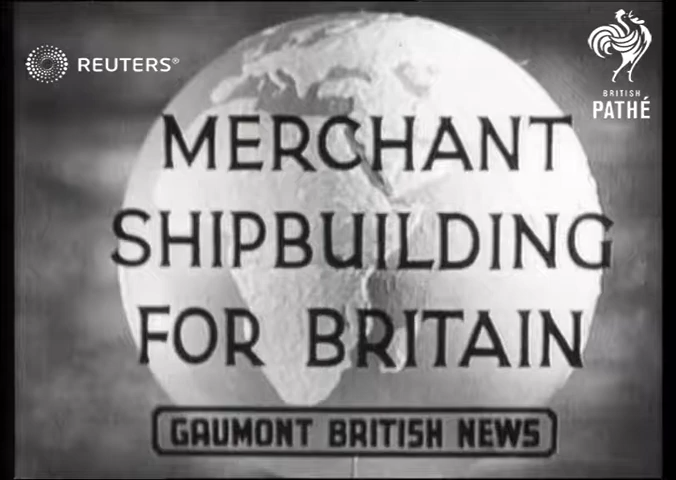 REUTERS®
BRITISH
PATHÉ
MERCHANT
SHIPBUILDING
FOR BRITAIN
GAUMONT BRITISH NEWS